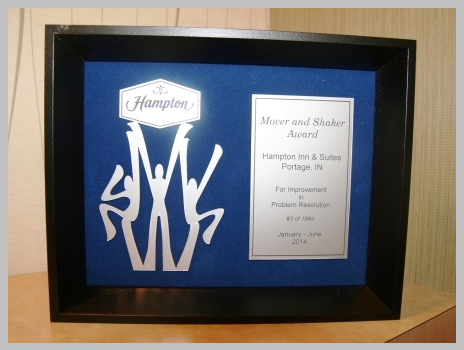 Hampton
Mover and Shaker
Award
Hampton Inn & Suites
Portage, IN
For Improvement
in
Problem Resolution
#3 of 1964
January - June
2014